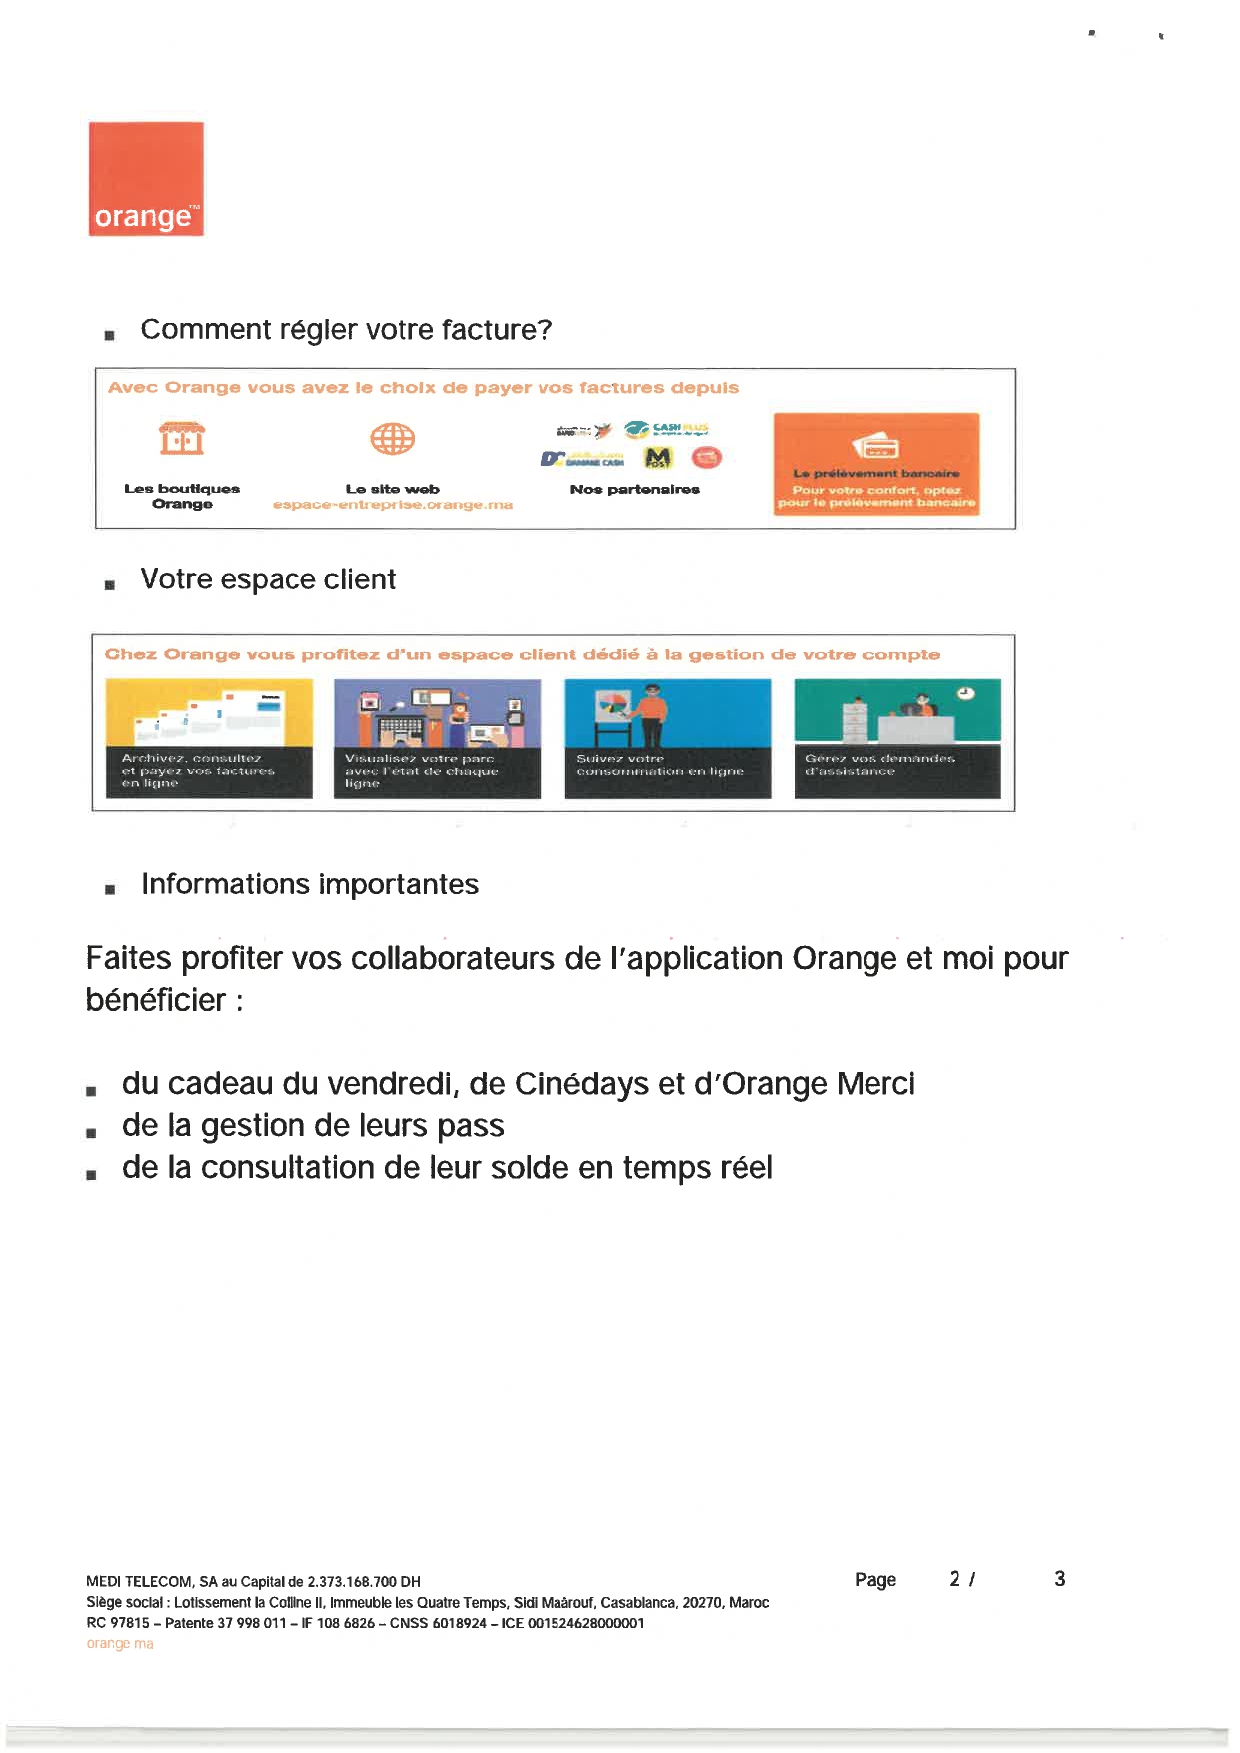 orange™
Comment régler votre facture?
Avec Orange vous avez le choix de payer vos factures depuis
CASH PLUS
DC DAMANE CASH
M
POST
Les boutiques
Orange
Le site web
espace-entreprise.orange.ma
Nos partenaires
Le prélèvement bancaire
Pour votre confort, optez
pour le prélèvement bancaire
Votre espace client
Chez Orange vous profitez d'un espace client dédié à la gestion de votre compte
Archivez, consultez
et payez vos factures
en ligne
Visualisez votre parc
avec l'état de chaque
ligne
Suivez votre
consommation en ligne
Gérez vos demandes
d'assistance
Informations importantes
Faites profiter vos collaborateurs de l'application Orange et moi pour
bénéficier :
du cadeau du vendredi, de Cinédays et d'Orange Merci
de la gestion de leurs pass
de la consultation de leur solde en temps réel
MEDI TELECOM, SA au Capital de 2.373.168.700 DH
Page 2 / 3
Siège social : Lotissement la Colline II, Immeuble les Quatre Temps, Sidi Maârouf, Casablanca, 20270, Maroc
RC 97815 – Patente 37 998 011 – IF 108 6826 – CNSS 6018924 – ICE 001524628000001
orange ma